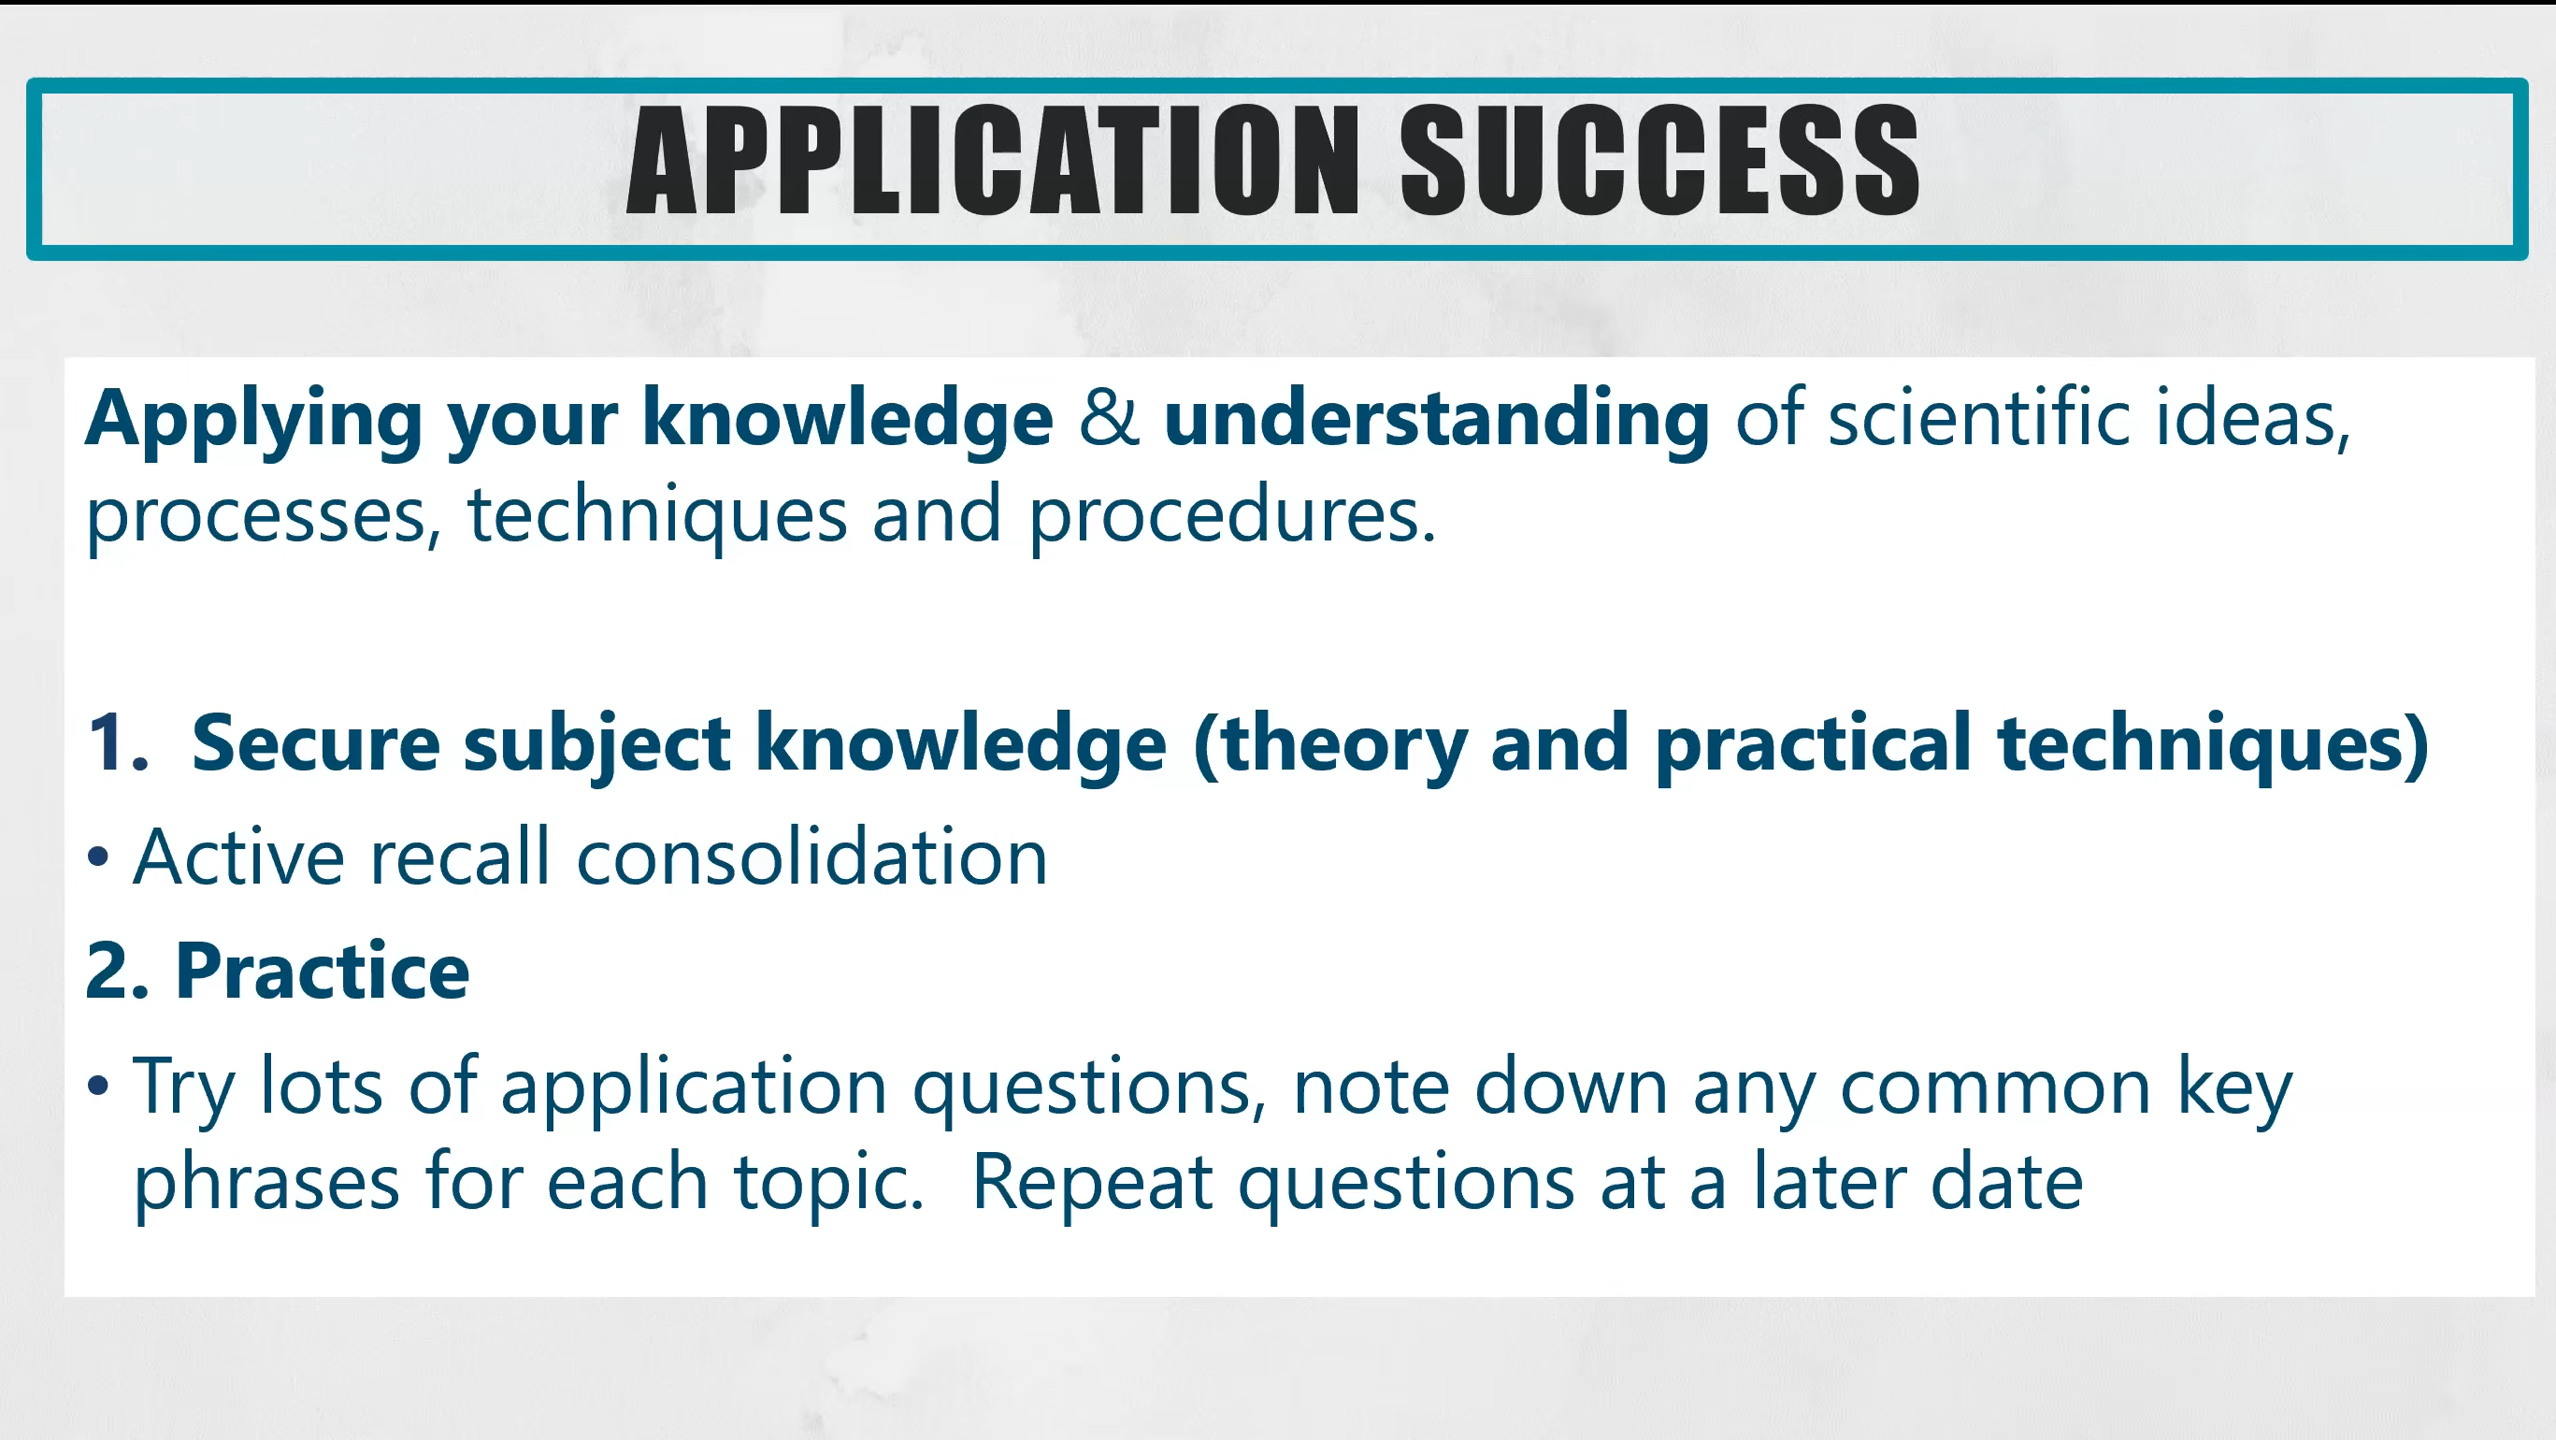 APPLICATION SUCCESS
Applying your knowledge & understanding of scientific ideas,
processes, techniques and procedures.
1. Secure subject knowledge (theory and practical techniques)
• Active recall consolidation
2. Practice
• Try lots of application questions, note down any common key
phrases for each topic.  Repeat questions at a later date